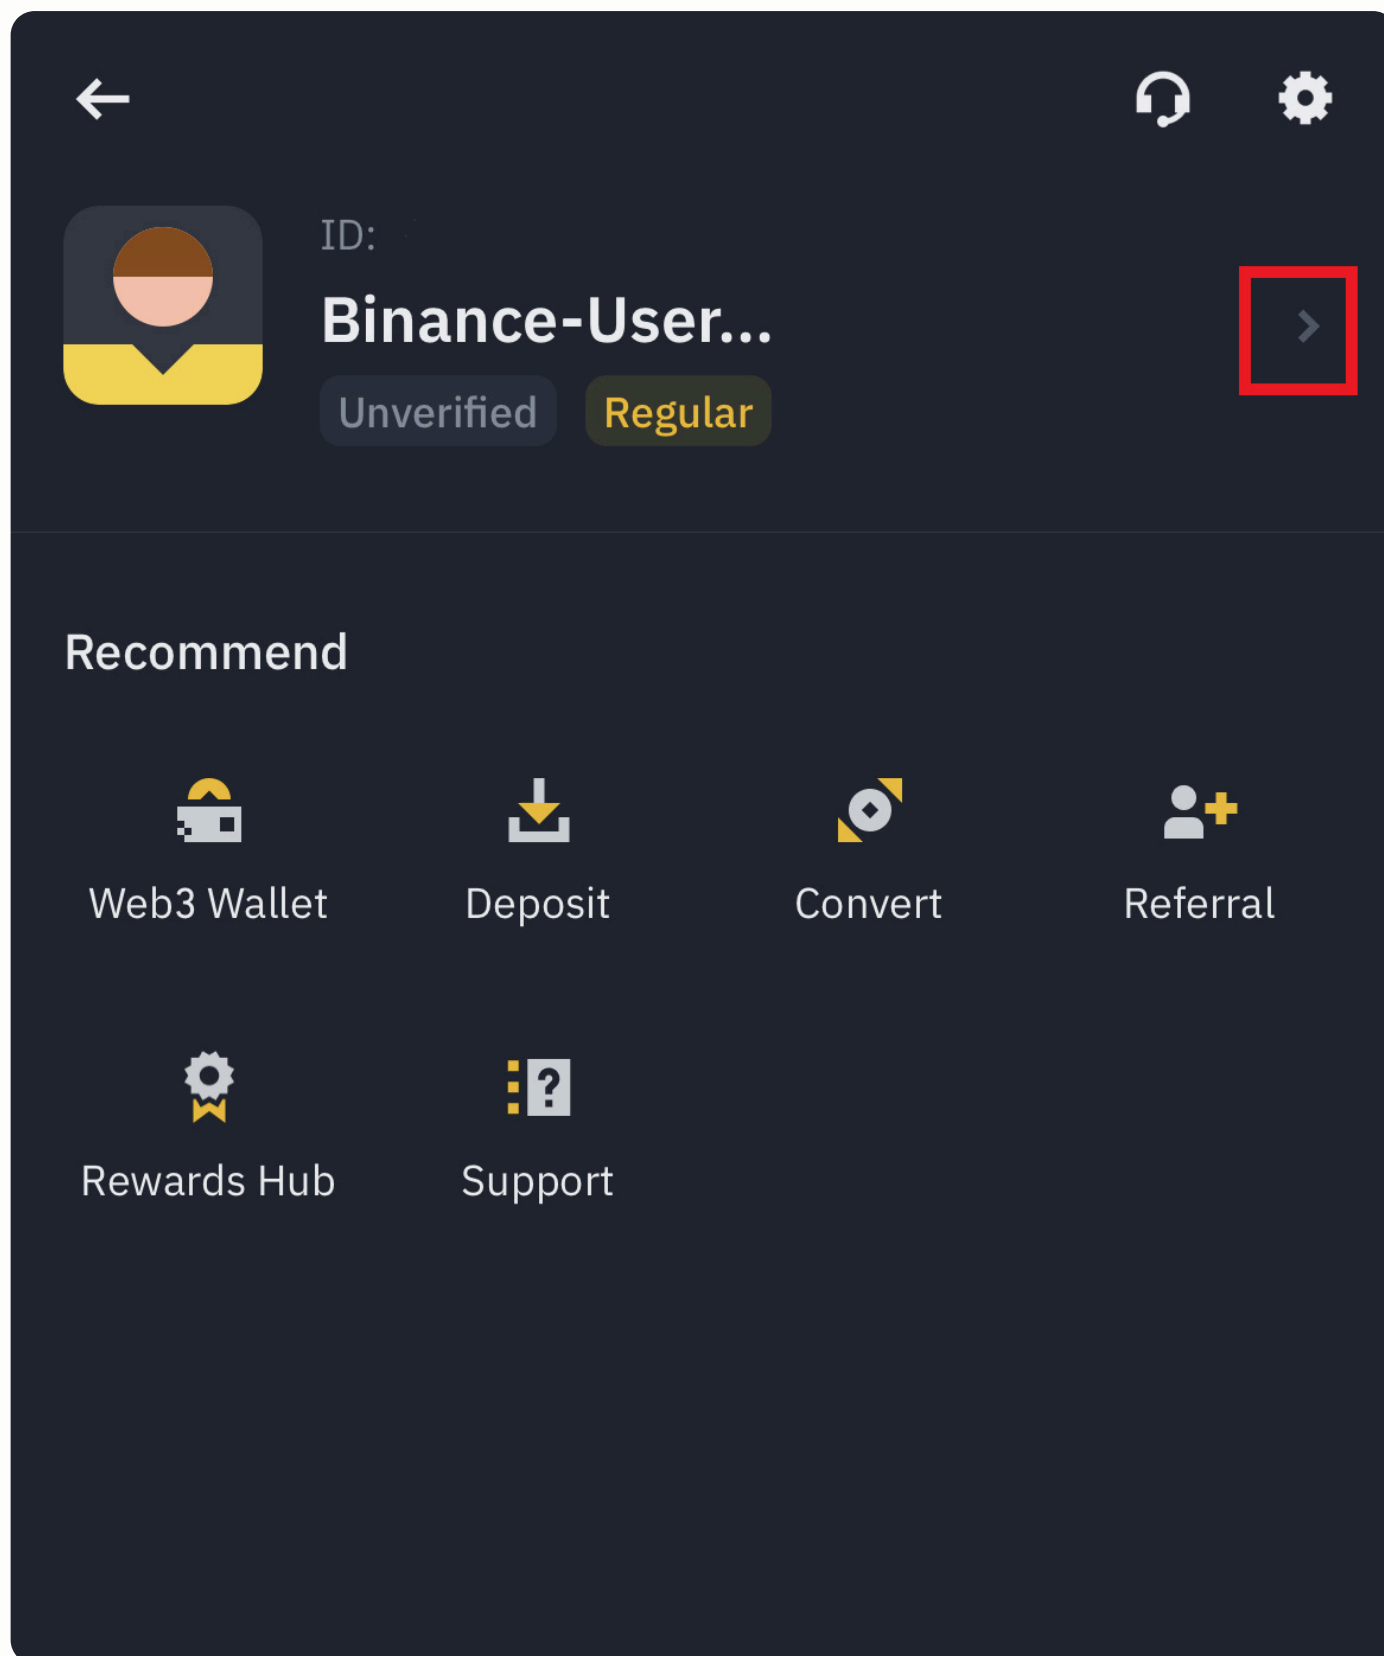 ID:
Binance-User...
Unverified Regular
Recommend
Web3 Wallet Deposit Convert Referral
Rewards Hub Support